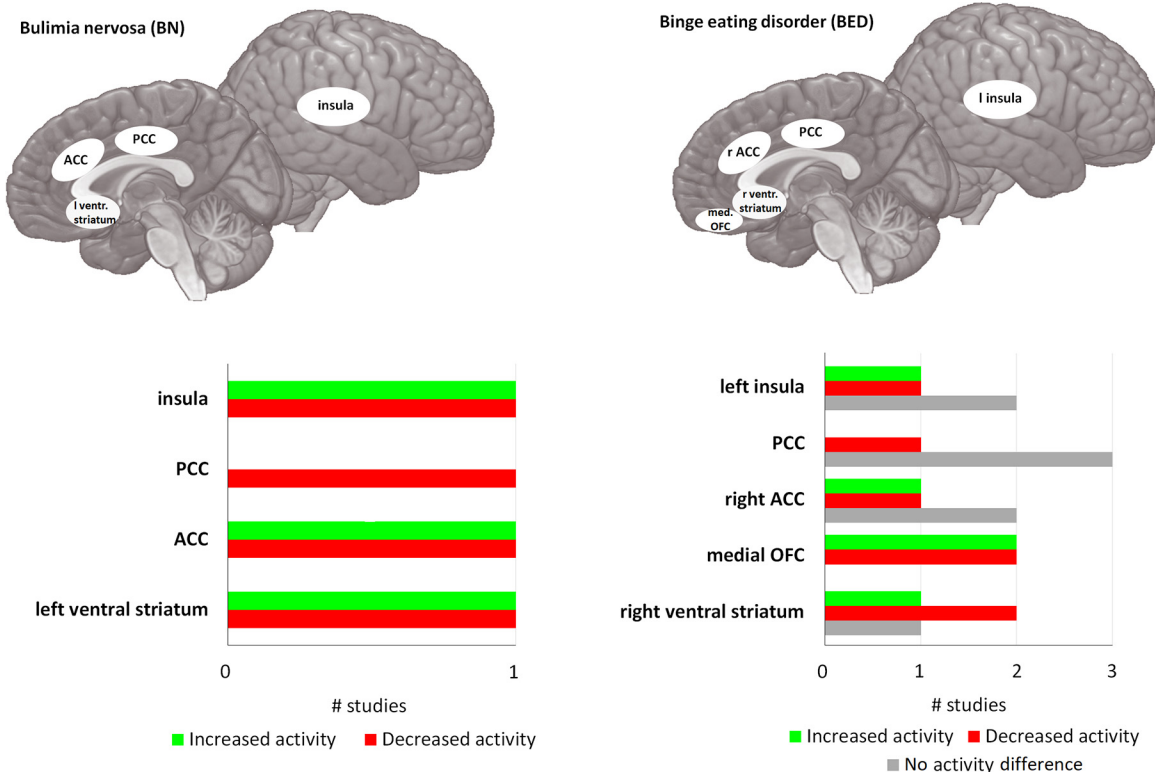 Bulimia nervosa (BN)
insula
PCC
ACC
l ventr.
striatum
Binge eating disorder (BED)
l insula
PCC
r ACC
r ventr.
striatum
med.
OFC
insula
PCC
ACC
left ventral striatum
0 1
# studies
Increased activity Decreased activity
left insula
PCC
right ACC
medial OFC
right ventral striatum
0 1 2 3
# studies
Increased activity Decreased activity
No activity difference